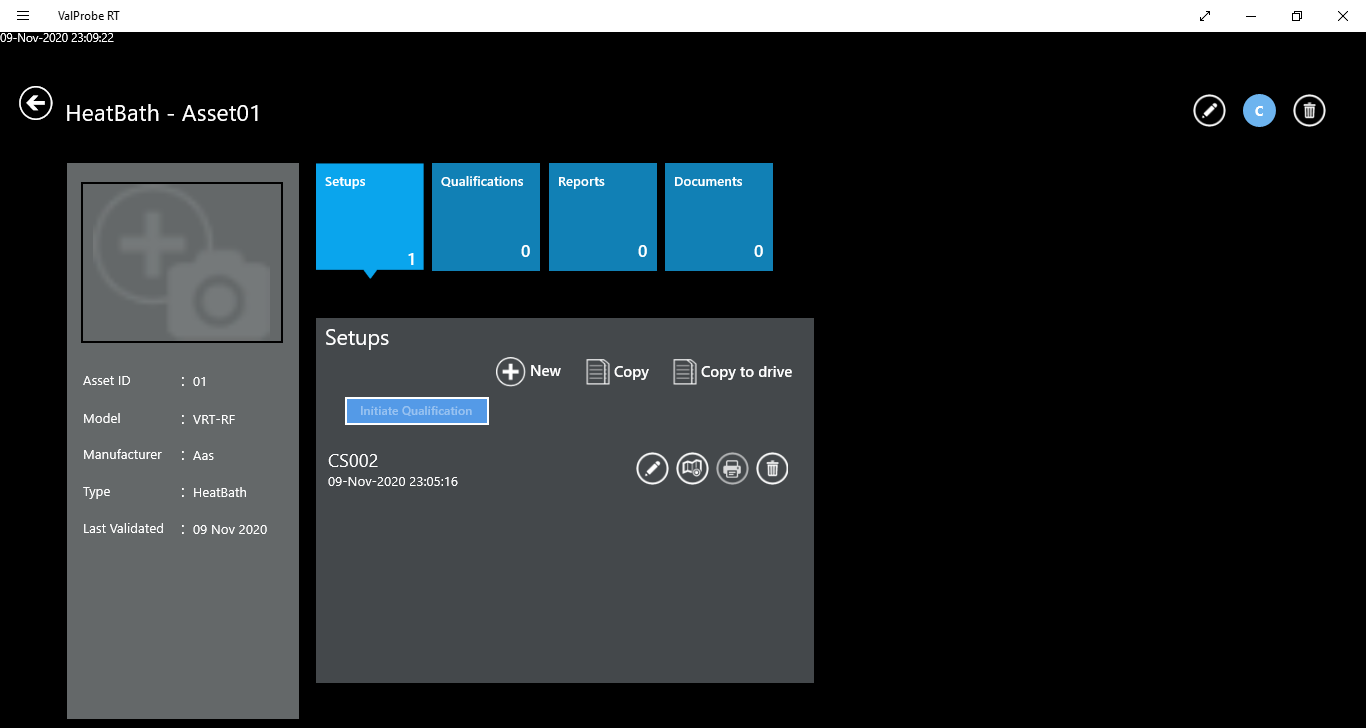 ValProbe RT
09-Nov-2020 23:09:22
HeatBath - Asset01
C
Setups
1
Qualifications
0
Reports
0
Documents
0
Asset ID : 01
Model : VRT-RF
Manufacturer : Aas
Type : HeatBath
Last Validated : 09 Nov 2020
Setups
New Copy Copy to drive
Initiate Qualification
CS002
09-Nov-2020 23:05:16